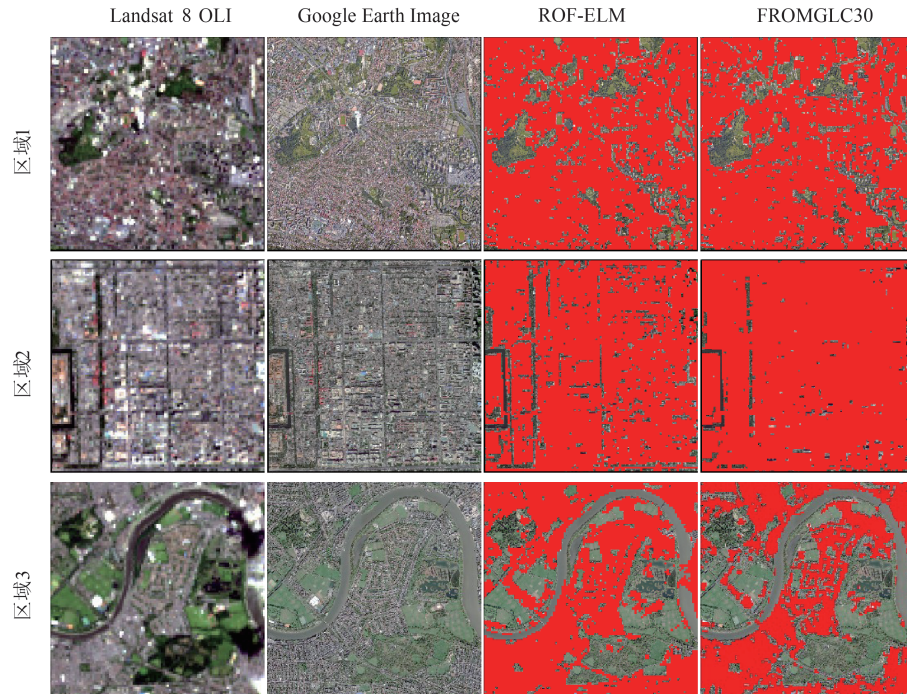 Landsat 8 OLI
Google Earth Image
ROF-ELM
FROMGLC30
区域1
区域2
区域3